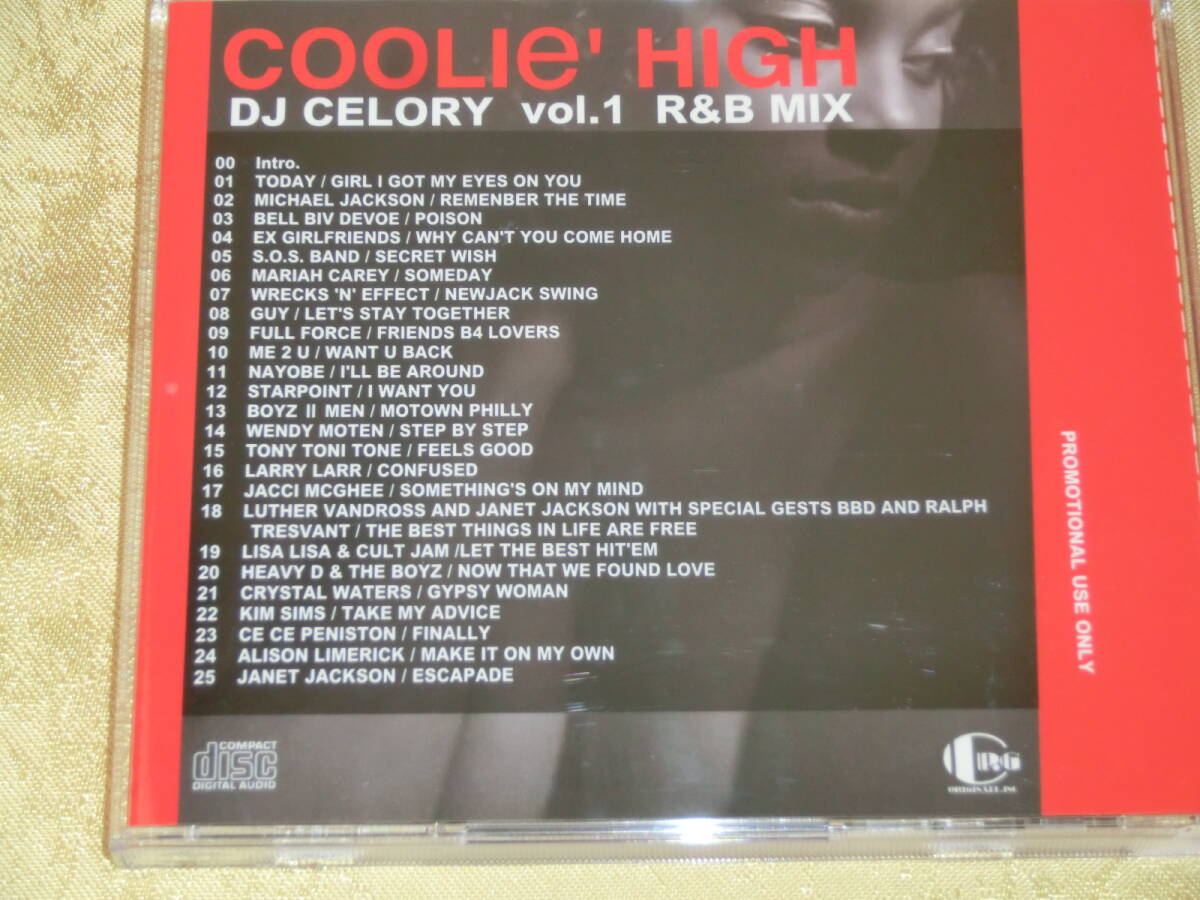 COOLIe' HIGH
DJ CELORY vol.1 R&B MIX
00 Intro.
01 TODAY / GIRL I GOT MY EYES ON YOU
02 MICHAEL JACKSON / REMENBER THE TIME
03 BELL BIV DEVOE / POISON
04 EX GIRLFRIENDS / WHY CAN'T YOU COME HOME
05 S.O.S. BAND / SECRET WISH
06 MARIAH CAREY / SOMEDAY
07 WRECKS 'N' EFFECT / NEWJACK SWING
08 GUY / LET'S STAY TOGETHER
09 FULL FORCE / FRIENDS B4 LOVERS
10 ME 2 U / WANT U BACK
11 NAYOBE / I'LL BE AROUND
12 STARPOINT / I WANT YOU
13 BOYZ II MEN / MOTOWN PHILLY
14 WENDY MOTEN / STEP BY STEP
15 TONY TONI TONE / FEELS GOOD
16 LARRY LARR / CONFUSED
17 JACCI MCGHEE / SOMETHING'S ON MY MIND
18 LUTHER VANDROSS AND JANET JACKSON WITH SPECIAL GESTS BBD AND RALPH
TRESVANT / THE BEST THINGS IN LIFE ARE FREE
19 LISA LISA & CULT JAM /LET THE BEST HIT'EM
20 HEAVY D & THE BOYZ / NOW THAT WE FOUND LOVE
21 CRYSTAL WATERS / GYPSY WOMAN
22 KIM SIMS / TAKE MY ADVICE
23 CE CE PENISTON / FINALLY
24 ALISON LIMERICK / MAKE IT ON MY OWN
25 JANET JACKSON / ESCAPADE
PROMOTIONAL USE ONLY
COMPACT
disc
DIGITAL AUDIO